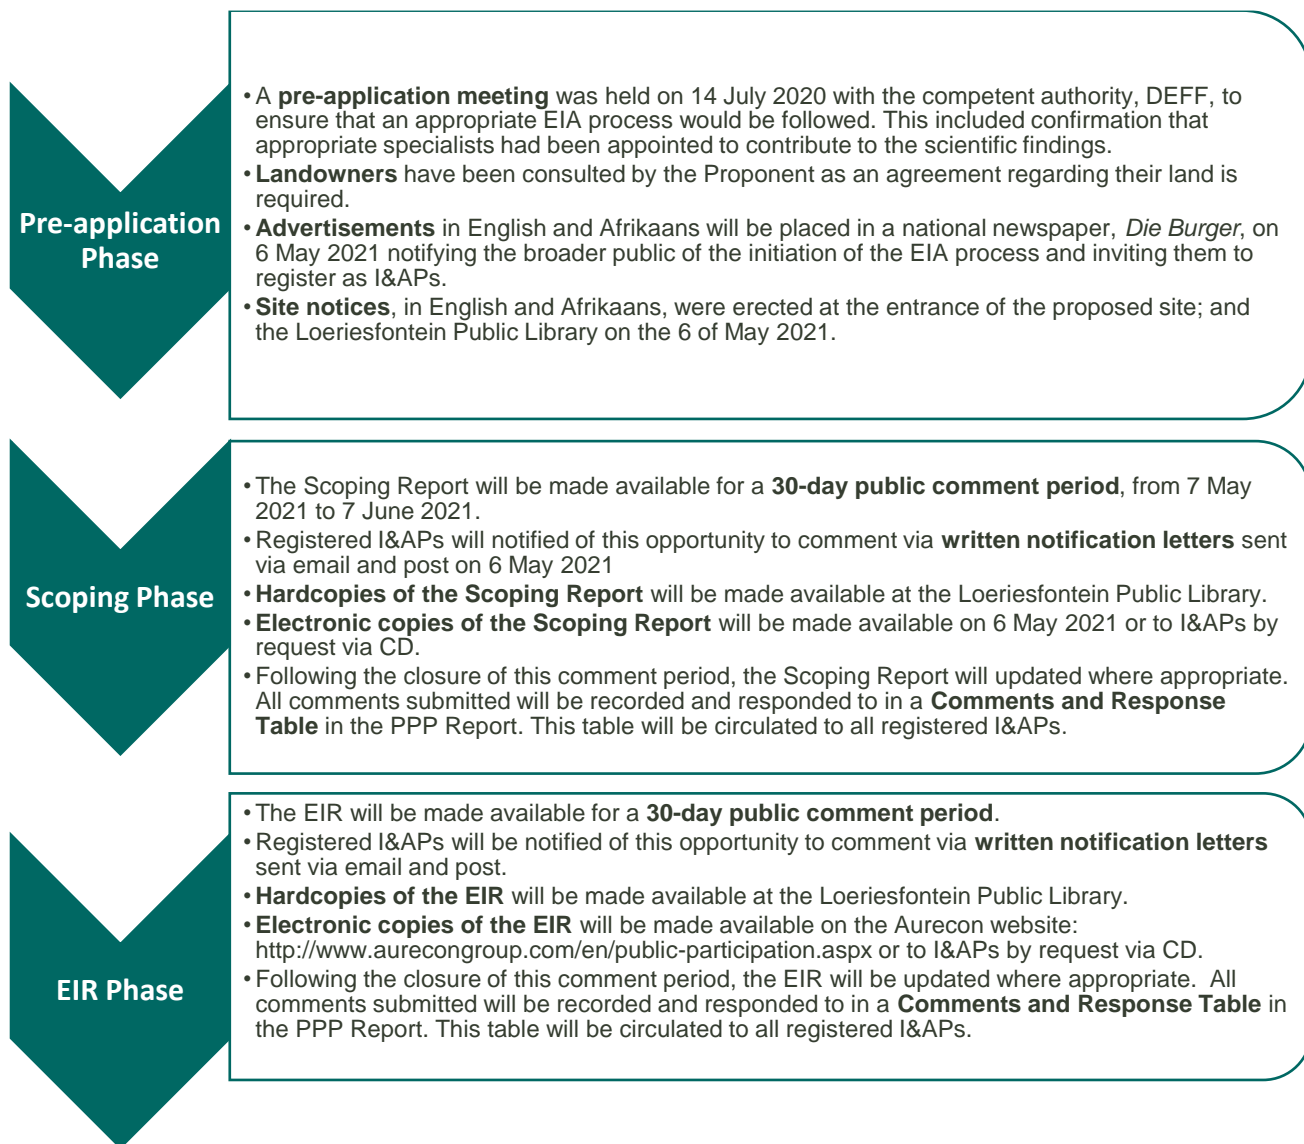 Pre-application
Phase
• A pre-application meeting was held on 14 July 2020 with the competent authority, DEFF, to
ensure that an appropriate EIA process would be followed. This included confirmation that
appropriate specialists had been appointed to contribute to the scientific findings.
• Landowners have been consulted by the Proponent as an agreement regarding their land is
required.
• Advertisements in English and Afrikaans will be placed in a national newspaper, Die Burger, on
6 May 2021 notifying the broader public of the initiation of the EIA process and inviting them to
register as I&APs.
• Site notices, in English and Afrikaans, were erected at the entrance of the proposed site; and
the Loeriesfontein Public Library on the 6 of May 2021.
Scoping Phase
• The Scoping Report will be made available for a 30-day public comment period, from 7 May
2021 to 7 June 2021.
• Registered I&APs will notified of this opportunity to comment via written notification letters sent
via email and post on 6 May 2021
• Hardcopies of the Scoping Report will be made available at the Loeriesfontein Public Library.
• Electronic copies of the Scoping Report will be made available on 6 May 2021 or to I&APs by
request via CD.
• Following the closure of this comment period, the Scoping Report will updated where appropriate.
All comments submitted will be recorded and responded to in a Comments and Response
Table in the PPP Report. This table will be circulated to all registered I&APs.
EIR Phase
• The EIR will be made available for a 30-day public comment period.
• Registered I&APs will be notified of this opportunity to comment via written notification letters
sent via email and post.
• Hardcopies of the EIR will be made available at the Loeriesfontein Public Library.
• Electronic copies of the EIR will be made available on the Aurecon website:
http://www.aurecongroup.com/en/public-participation.aspx or to I&APs by request via CD.
• Following the closure of this comment period, the EIR will be updated where appropriate.  All
comments submitted will be recorded and responded to in a Comments and Response Table in
the PPP Report. This table will be circulated to all registered I&APs.